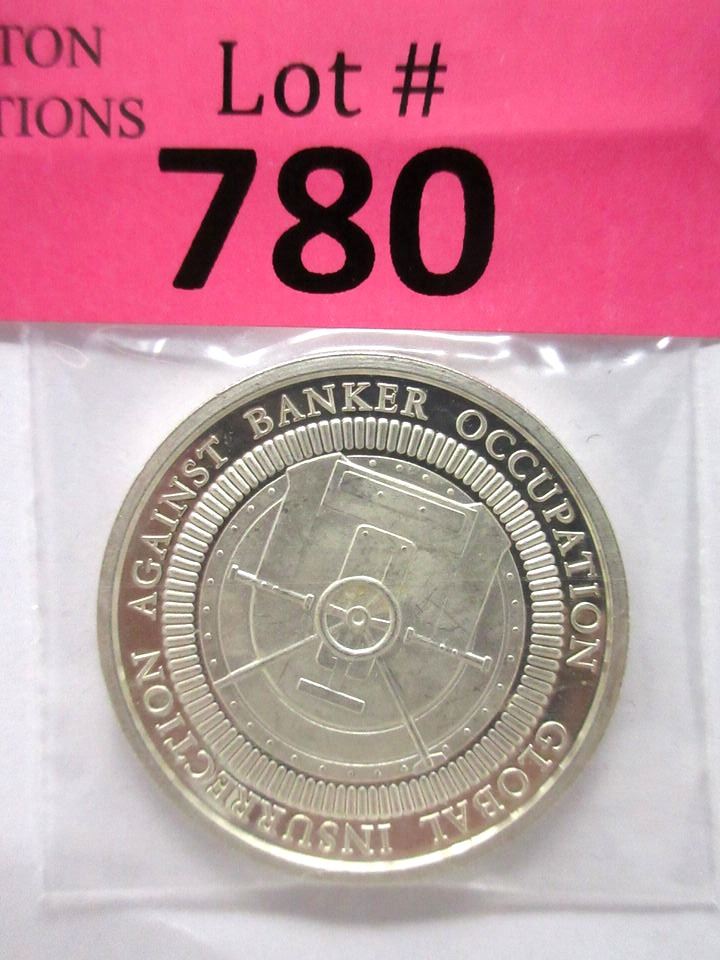 TON
TIONS
Lot #
780
GLOBAL INSURRECTION AGAINST BANKER OCCUPATION